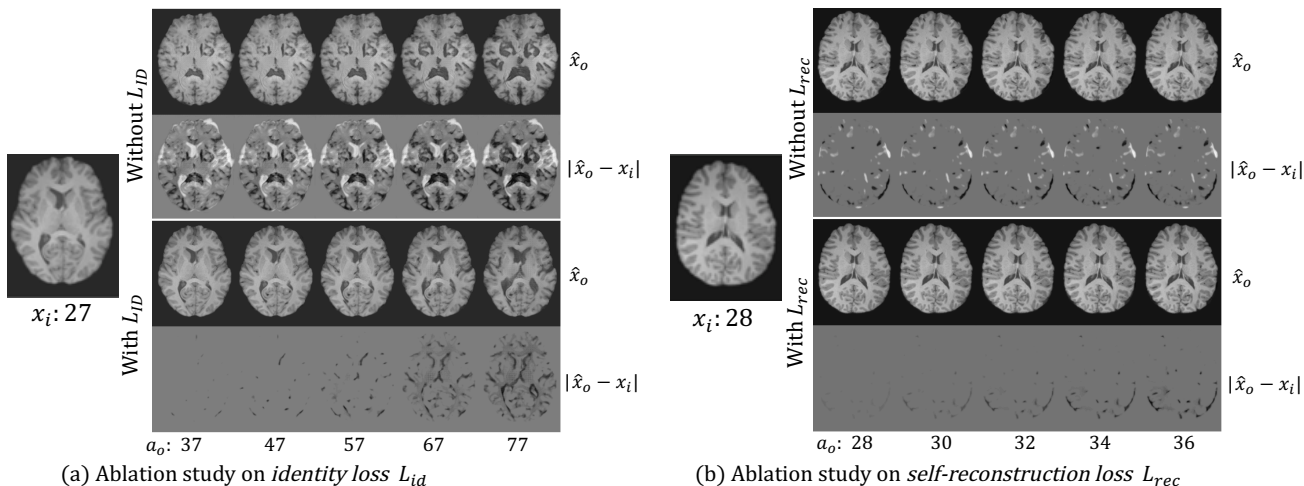 Without L_ID
x̂_o
|x̂_o − x_i|
With L_ID
x̂_o
|x̂_o − x_i|
x_i: 27
a_o: 37 47 57 67 77
(a) Ablation study on identity loss L_id
Without L_rec
x̂_o
|x̂_o − x_i|
With L_rec
x̂_o
|x̂_o − x_i|
x_i: 28
a_o: 28 30 32 34 36
(b) Ablation study on self-reconstruction loss L_rec